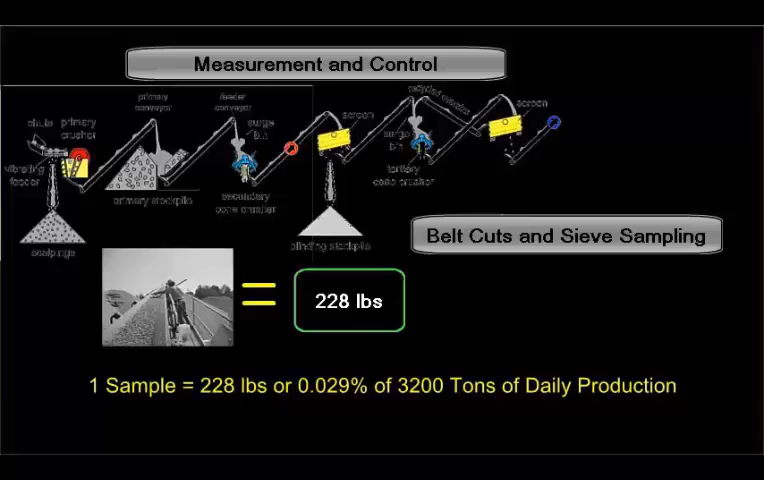 Measurement and Control
primary
conveyor
feeder
conveyor
recycled material
screen
screen
chute
primary
crusher
surge
bin
surge
bin
vibrating
feeder
tertiary
cone crusher
primary stockpile
secondary
cone crusher
scalpings
blinding stockpile
Belt Cuts and Sieve Sampling
228 lbs
1 Sample = 228 lbs or 0.029% of 3200 Tons of Daily Production